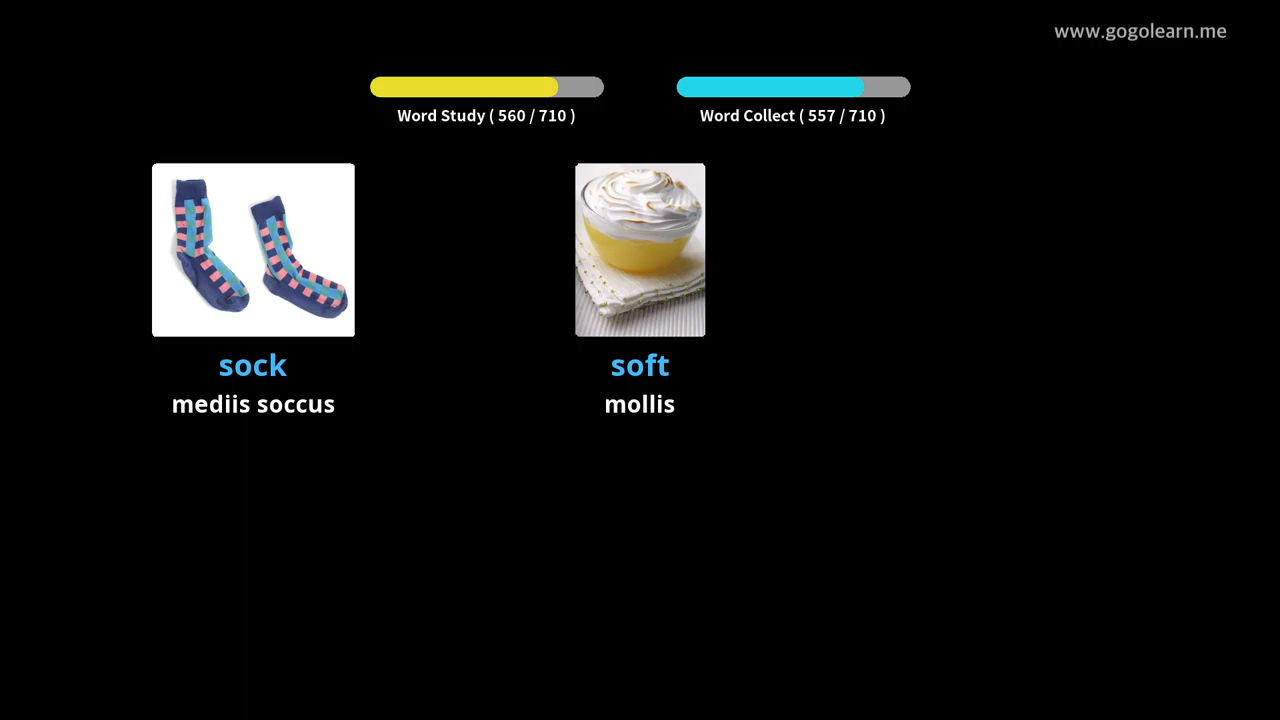 www.gogolearn.me
Word Study ( 560 / 710 )
Word Collect ( 557 / 710 )
sock
mediis soccus
soft
mollis